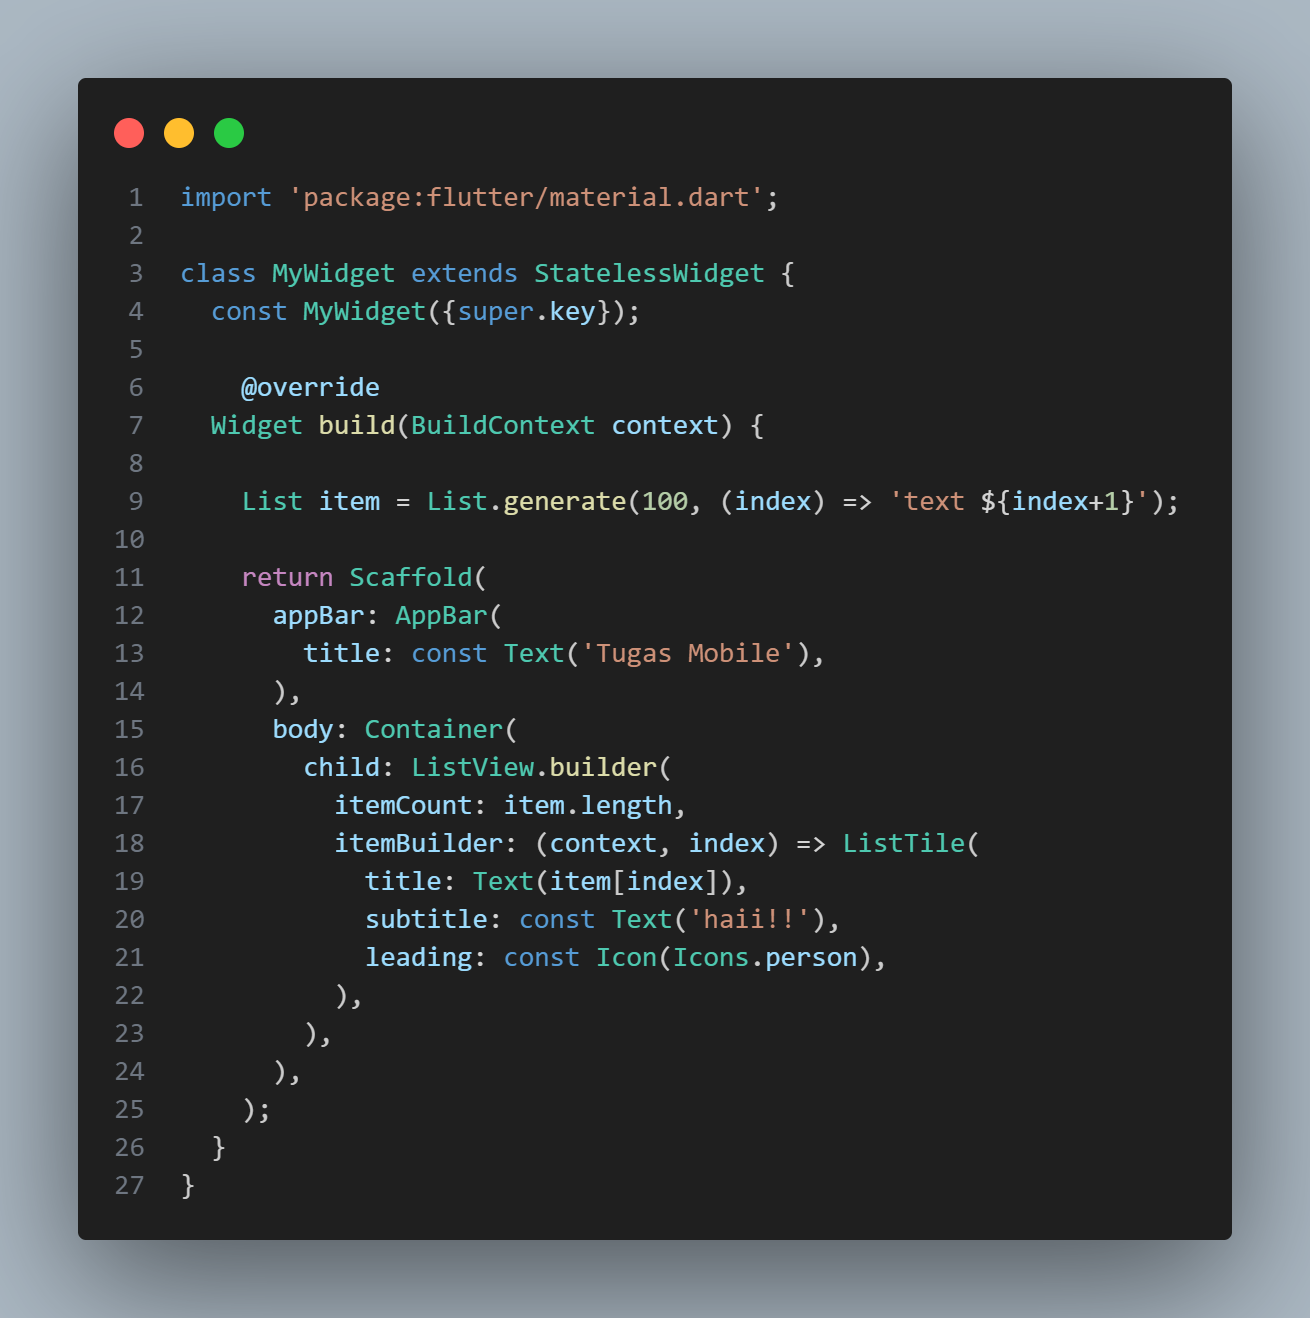 1 import 'package:flutter/material.dart';
2
3 class MyWidget extends StatelessWidget {
4   const MyWidget({super.key});
5
6     @override
7   Widget build(BuildContext context) {
8
9     List item = List.generate(100, (index) => 'text ${index+1}');
10
11     return Scaffold(
12       appBar: AppBar(
13         title: const Text('Tugas Mobile'),
14       ),
15       body: Container(
16         child: ListView.builder(
17           itemCount: item.length,
18           itemBuilder: (context, index) => ListTile(
19             title: Text(item[index]),
20             subtitle: const Text('haii!!'),
21             leading: const Icon(Icons.person),
22           ),
23         ),
24       ),
25     );
26   }
27 }